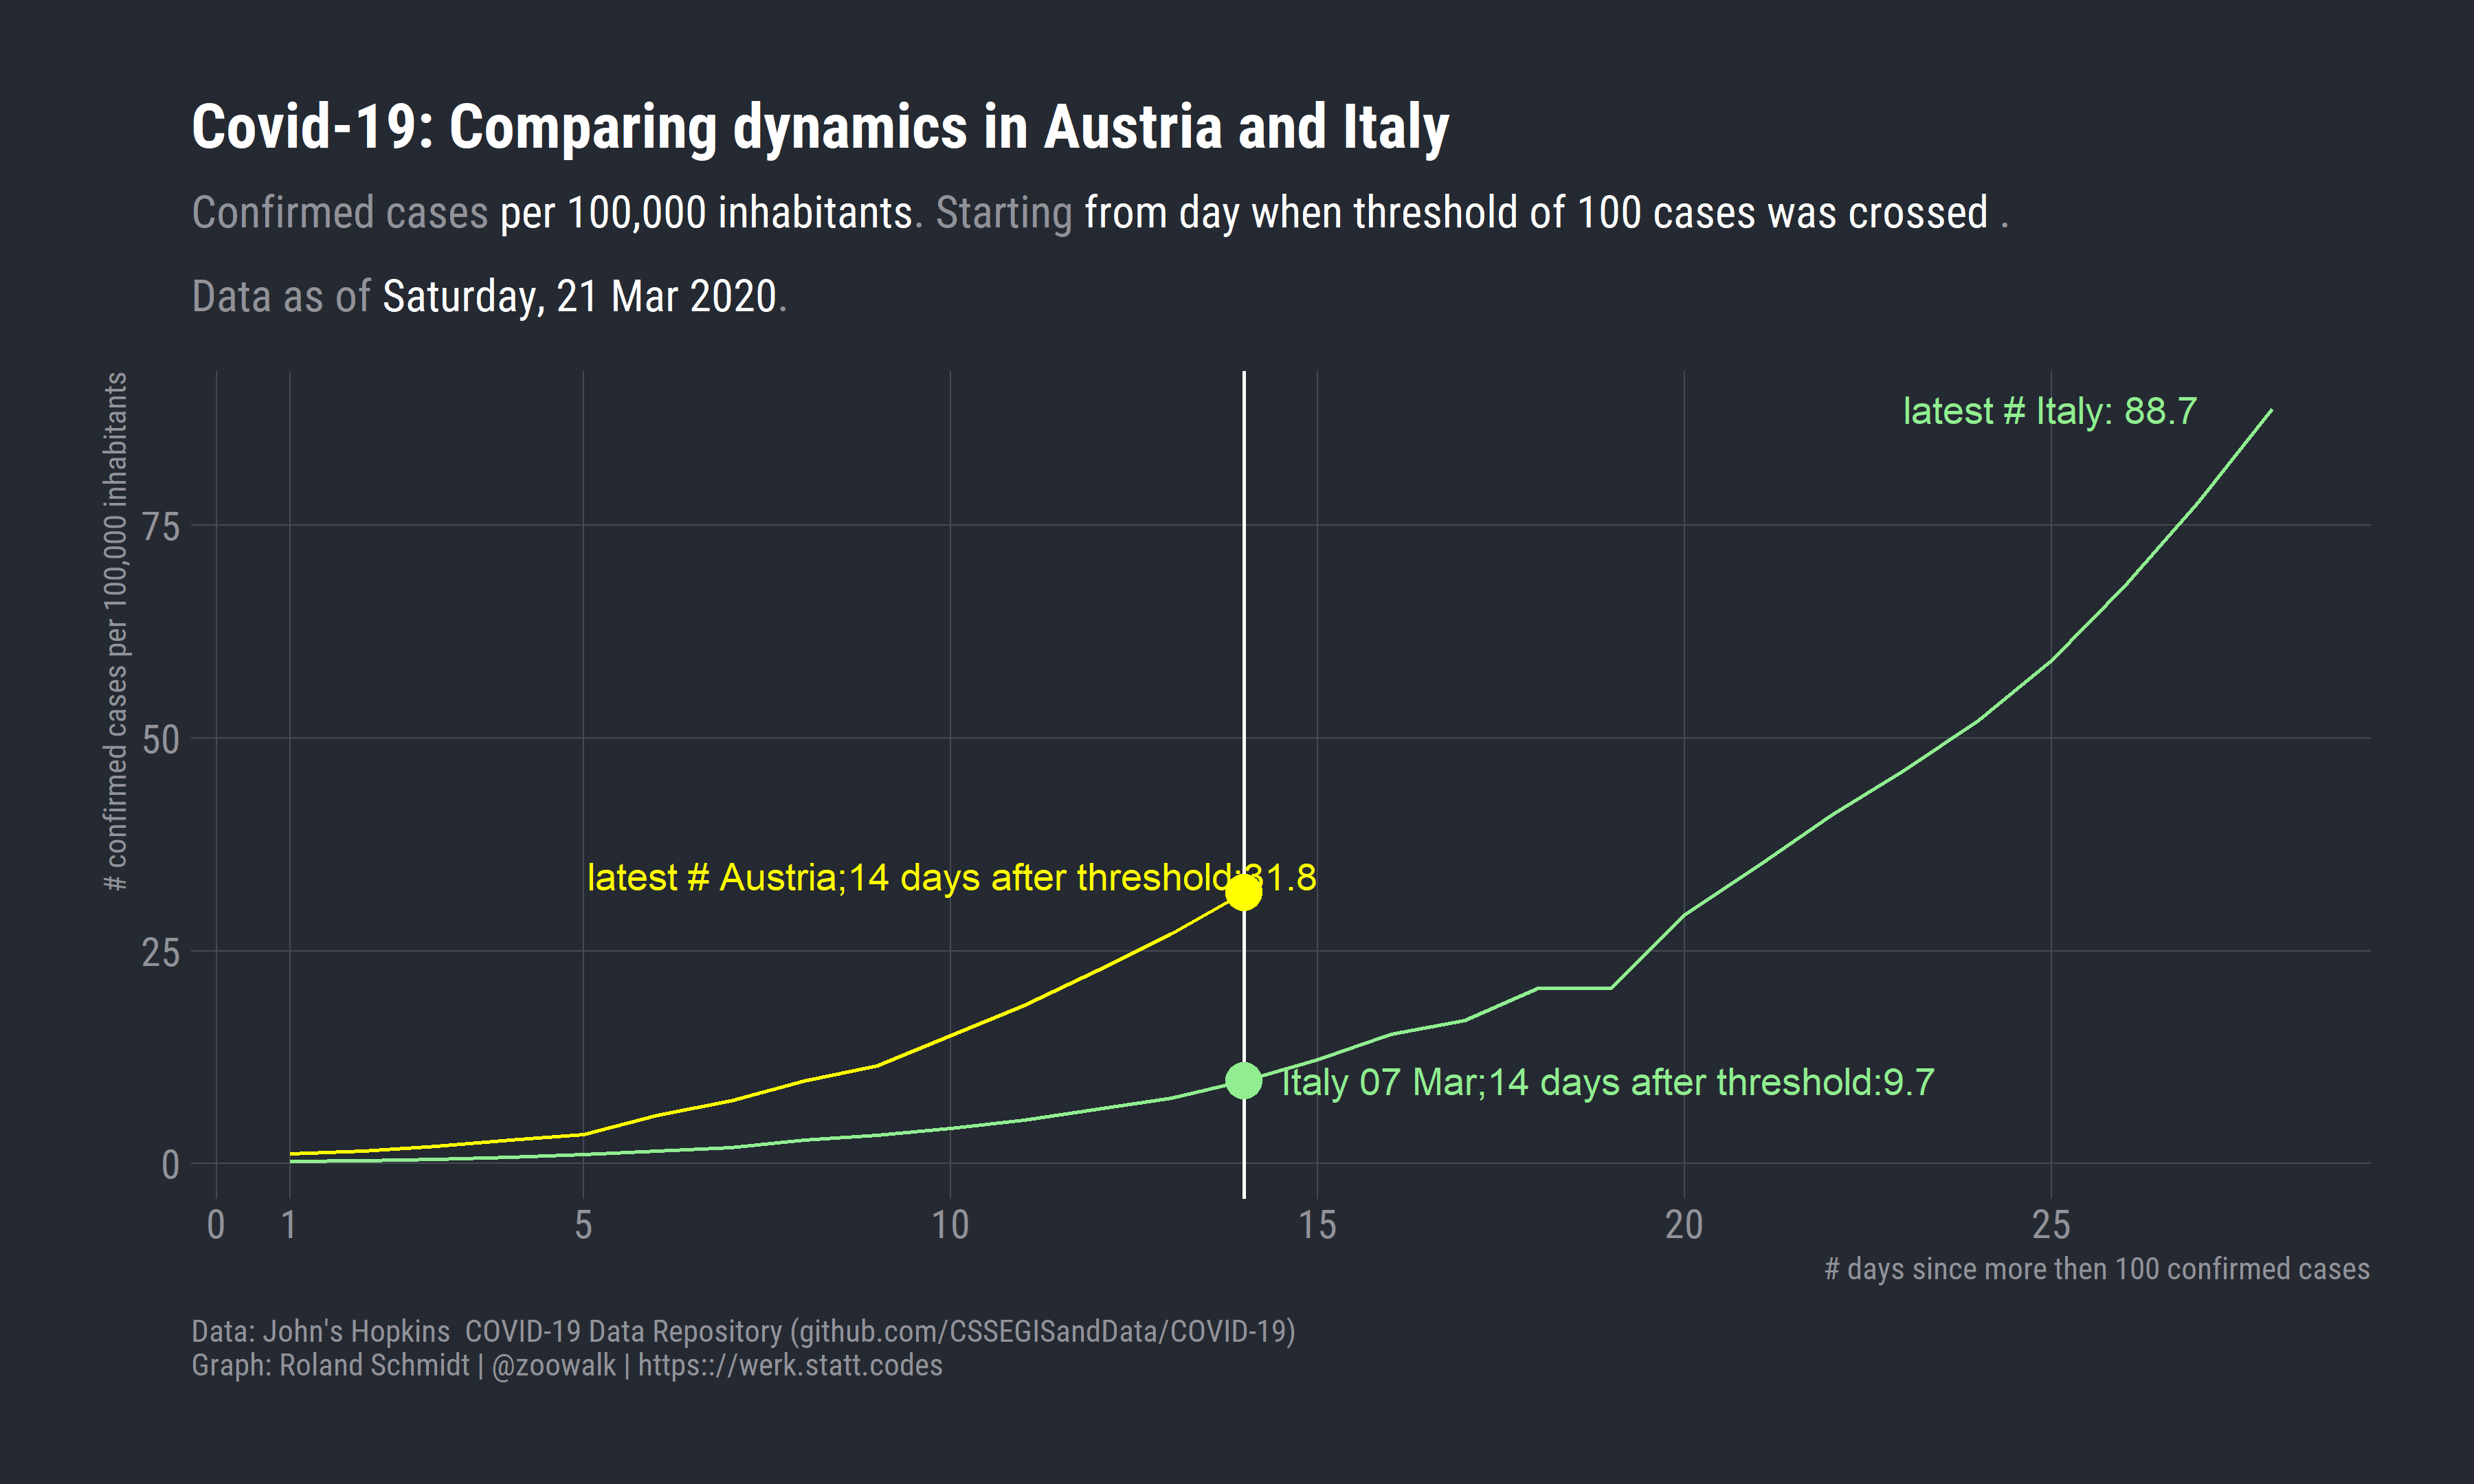 Covid-19: Comparing dynamics in Austria and Italy
Confirmed cases per 100,000 inhabitants. Starting from day when threshold of 100 cases was crossed .
Data as of Saturday, 21 Mar 2020.
# confirmed cases per 100,000 inhabitants
75
50
25
0
latest # Italy: 88.7
latest # Austria;14 days after threshold:31.8
Italy 07 Mar;14 days after threshold:9.7
0 1 5 10 15 20 25
# days since more then 100 confirmed cases
Data: John's Hopkins  COVID-19 Data Repository (github.com/CSSEGISandData/COVID-19)
Graph: Roland Schmidt | @zoowalk | https:://werk.statt.codes